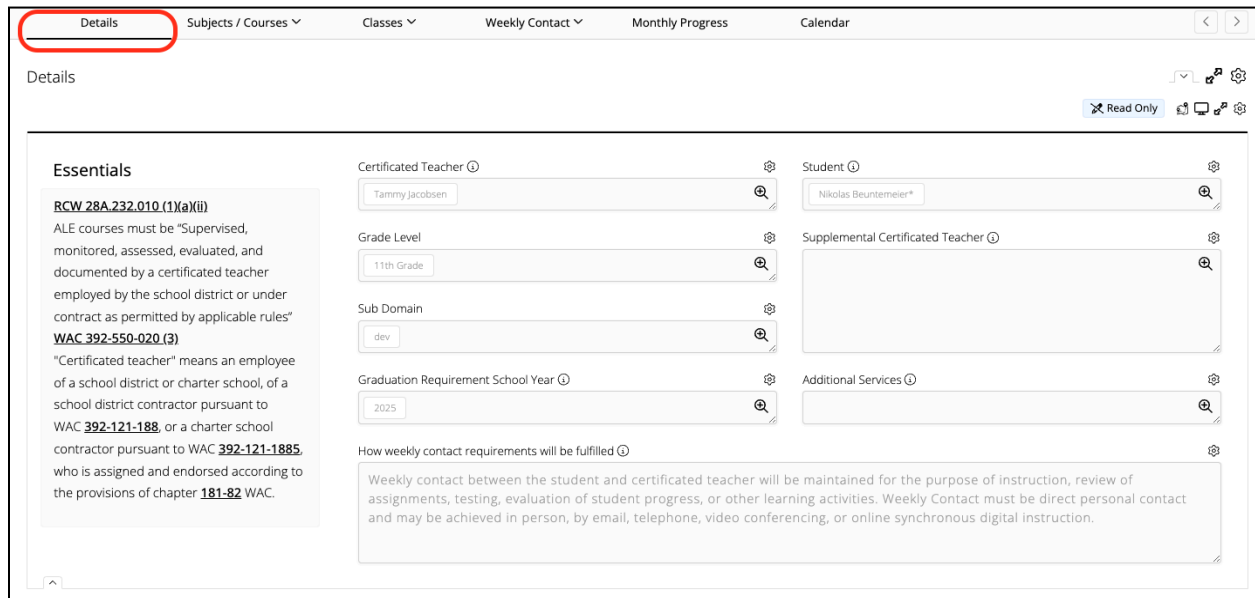 Details Subjects / Courses Classes Weekly Contact Monthly Progress Calendar
Details
Read Only
Essentials
RCW 28A.232.010 (1)(a)(ii)
ALE courses must be “Supervised,
monitored, assessed, evaluated, and
documented by a certificated teacher
employed by the school district or under
contract as permitted by applicable rules”
WAC 392-550-020 (3)
"Certificated teacher" means an employee
of a school district or charter school, of a
school district contractor pursuant to
WAC 392-121-188, or a charter school
contractor pursuant to WAC 392-121-1885,
who is assigned and endorsed according to
the provisions of chapter 181-82 WAC.
Certificated Teacher
Tammy Jacobsen
Student
Nikolas Beuntemeier*
Grade Level
11th Grade
Supplemental Certificated Teacher
Sub Domain
dev
Graduation Requirement School Year
2025
Additional Services
How weekly contact requirements will be fulfilled
Weekly contact between the student and certificated teacher will be maintained for the purpose of instruction, review of
assignments, testing, evaluation of student progress, or other learning activities. Weekly Contact must be direct personal contact
and may be achieved in person, by email, telephone, video conferencing, or online synchronous digital instruction.